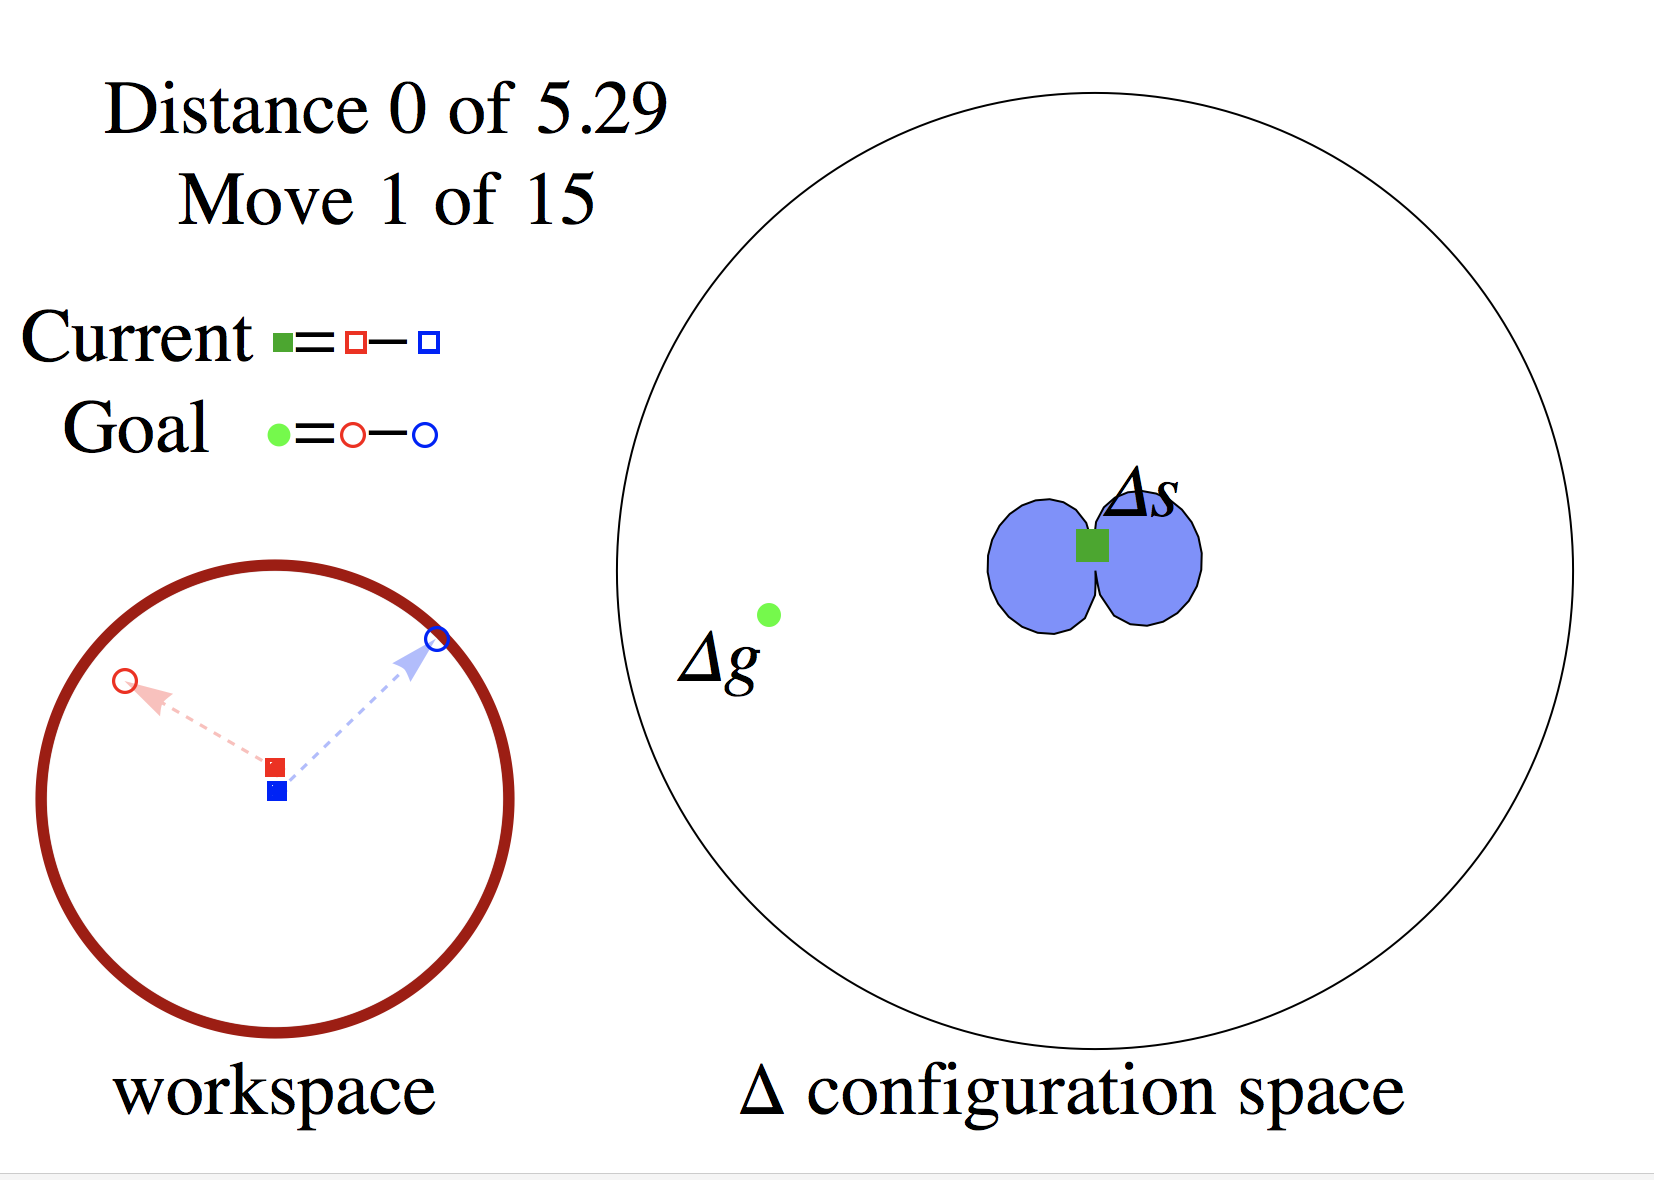 Distance 0 of 5.29
Move 1 of 15
Current =−
Goal =−
Δs
Δg
workspace
Δ configuration space